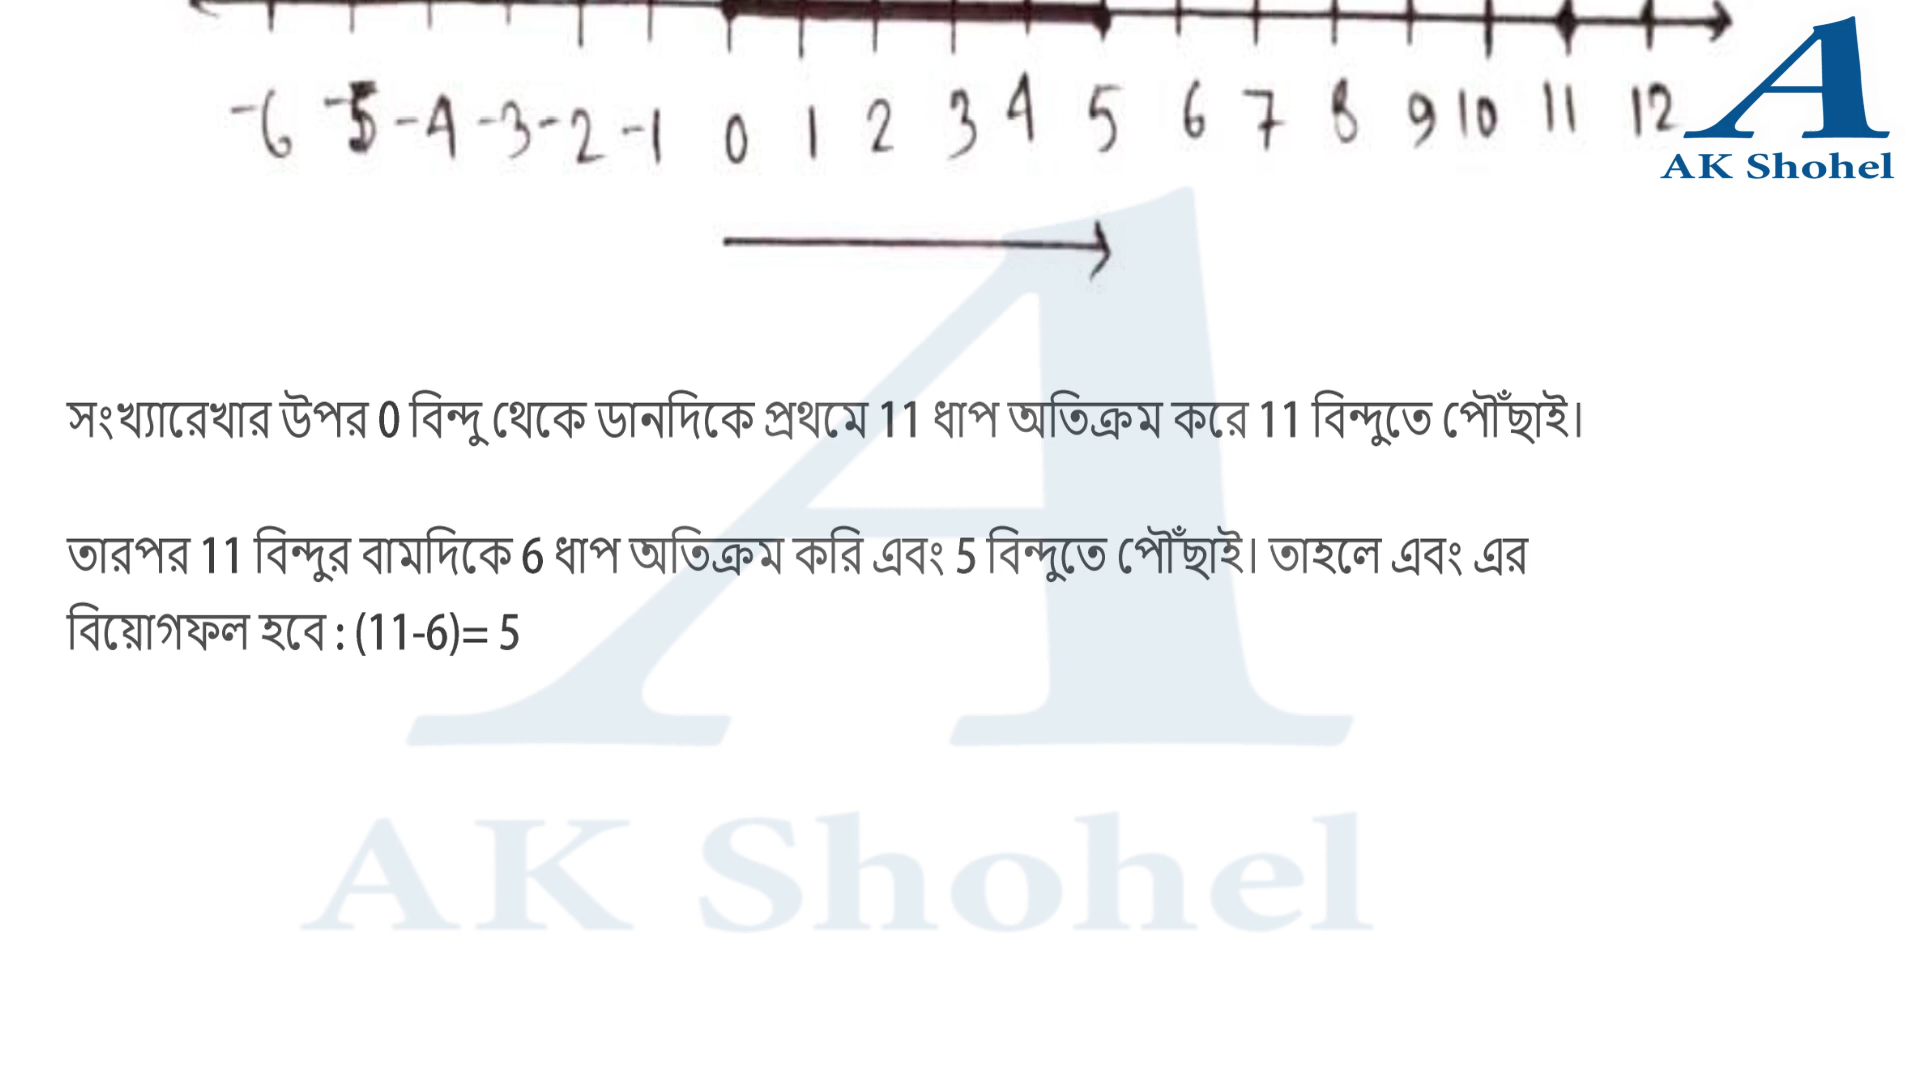 -6 -5 -4 -3 -2 -1 0 1 2 3 4 5 6 7 8 9 10 11 12
AK Shohel
সংখ্যারেখার উপর 0 বিন্দু থেকে ডানদিকে প্রথমে 11 ধাপ অতিক্রম করে 11 বিন্দুতে পৌঁছাই।
তারপর 11 বিন্দুর বামদিকে 6 ধাপ অতিক্রম করি এবং 5 বিন্দুতে পৌঁছাই। তাহলে এবং এর
বিয়োগফল হবে : (11-6)= 5
AK Shohel